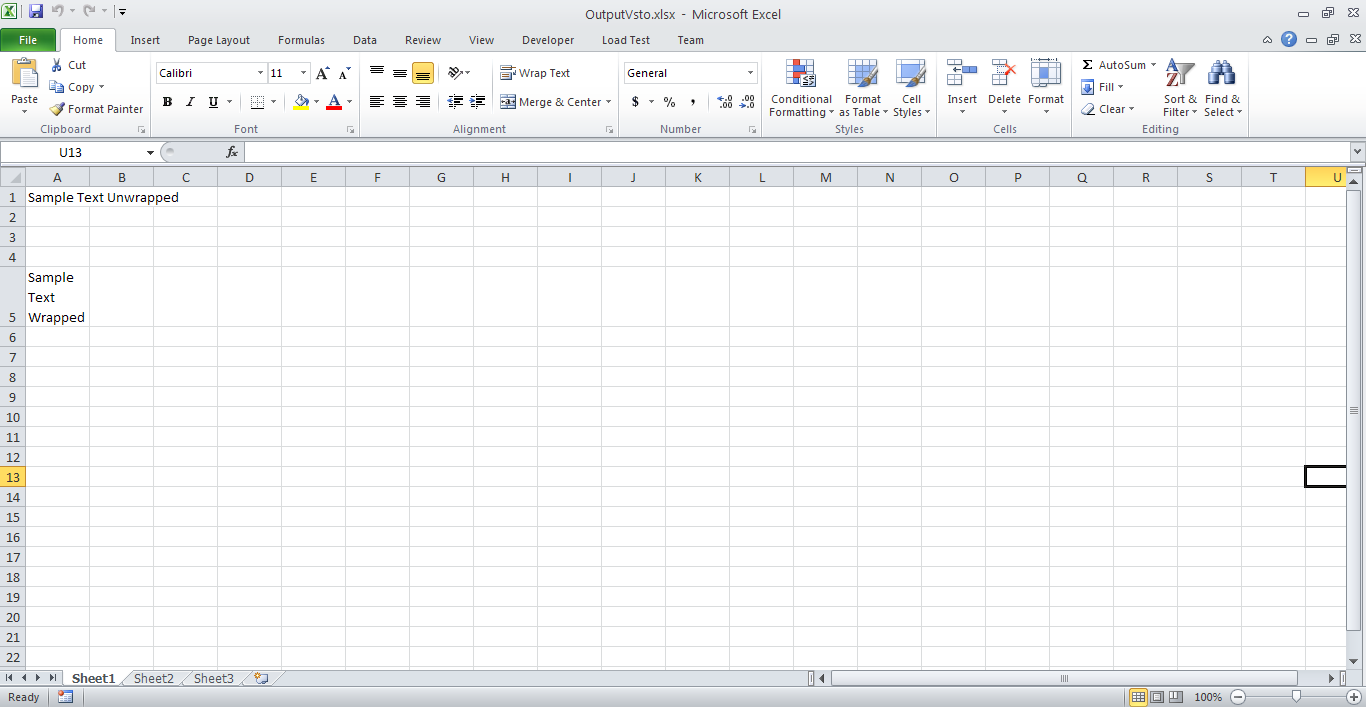 OutputVsto.xlsx - Microsoft Excel
File Home Insert Page Layout Formulas Data Review View Developer Load Test Team
Paste
Cut
Copy
Format Painter
Clipboard
Calibri 11
B I U
Font
Wrap Text
Merge & Center
Alignment
General
$ % ,
Number
Conditional Formatting
Format as Table
Cell Styles
Styles
Insert Delete Format
Cells
Σ AutoSum
Fill
Clear
Sort & Filter
Find & Select
Editing
U13 fx
A B C D E F G H I J K L M N O P Q R S T U
1 Sample Text Unwrapped
2
3
4
Sample
Text
5 Wrapped
6
7
8
9
10
11
12
13
14
15
16
17
18
19
20
21
22
Sheet1 Sheet2 Sheet3
Ready 100%